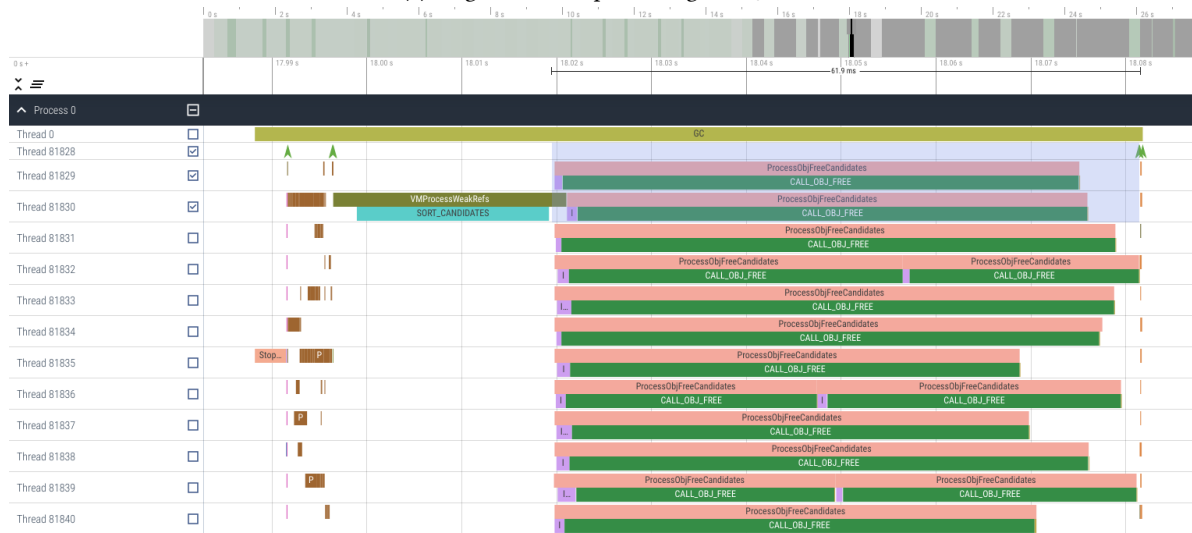 0 s 2 s 4 s 6 s 8 s 10 s 12 s 14 s 16 s 18 s 20 s 22 s 24 s 26 s
0 s + 17.99 s 18.00 s 18.01 s 18.02 s 18.03 s 18.04 s 18.05 s 18.06 s 18.07 s 18.08 s
61.9 ms
Process 0
Thread 0 GC
Thread 81828
Thread 81829 ProcessObjFreeCandidates
CALL_OBJ_FREE
Thread 81830 VMProcessWeakRefs ProcessObjFreeCandidates
SORT_CANDIDATES I CALL_OBJ_FREE
Thread 81831 ProcessObjFreeCandidates
CALL_OBJ_FREE
Thread 81832 ProcessObjFreeCandidates ProcessObjFreeCandidates
I CALL_OBJ_FREE CALL_OBJ_FREE
Thread 81833 ProcessObjFreeCandidates
I... CALL_OBJ_FREE
Thread 81834 ProcessObjFreeCandidates
CALL_OBJ_FREE
Thread 81835 Stop... P ProcessObjFreeCandidates
I CALL_OBJ_FREE
Thread 81836 ProcessObjFreeCandidates ProcessObjFreeCandidates
I CALL_OBJ_FREE I CALL_OBJ_FREE
Thread 81837 P ProcessObjFreeCandidates
I... CALL_OBJ_FREE
Thread 81838 ProcessObjFreeCandidates
I CALL_OBJ_FREE
Thread 81839 P ProcessObjFreeCandidates ProcessObjFreeCandidates
I... CALL_OBJ_FREE CALL_OBJ_FREE
Thread 81840 ProcessObjFreeCandidates
I CALL_OBJ_FREE